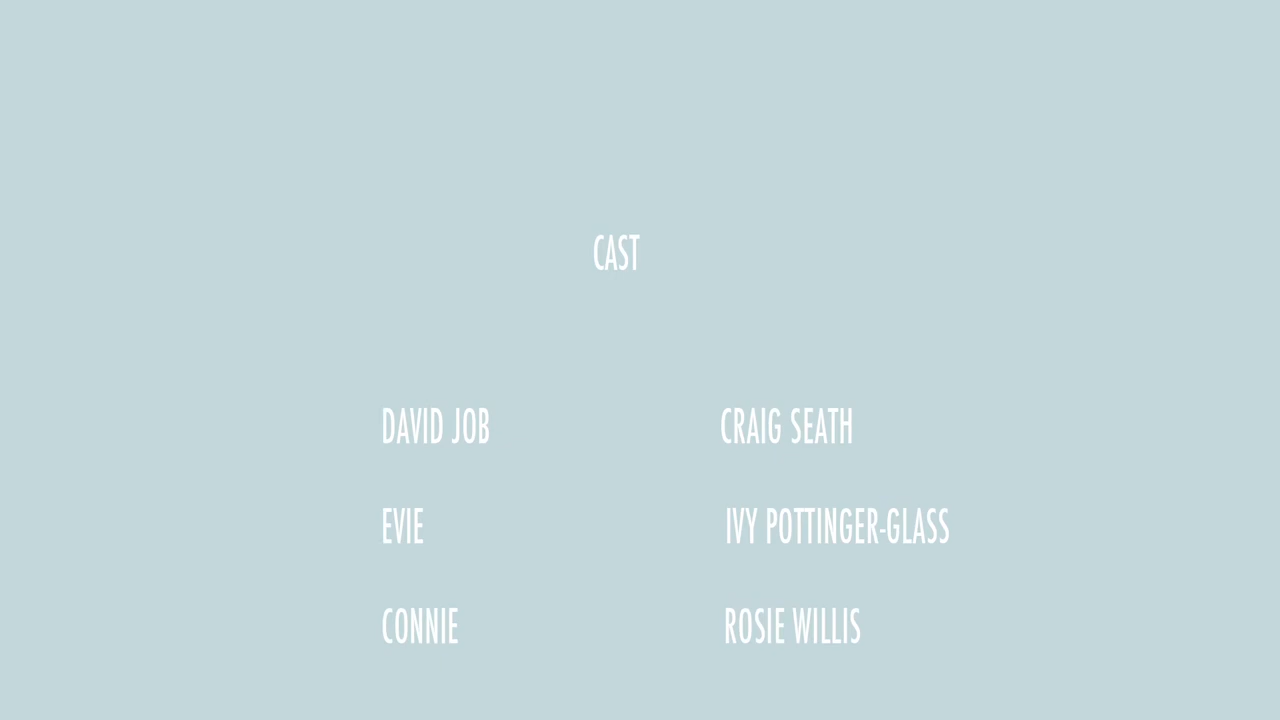 CAST
DAVID JOB CRAIG SEATH
EVIE IVY POTTINGER-GLASS
CONNIE ROSIE WILLIS